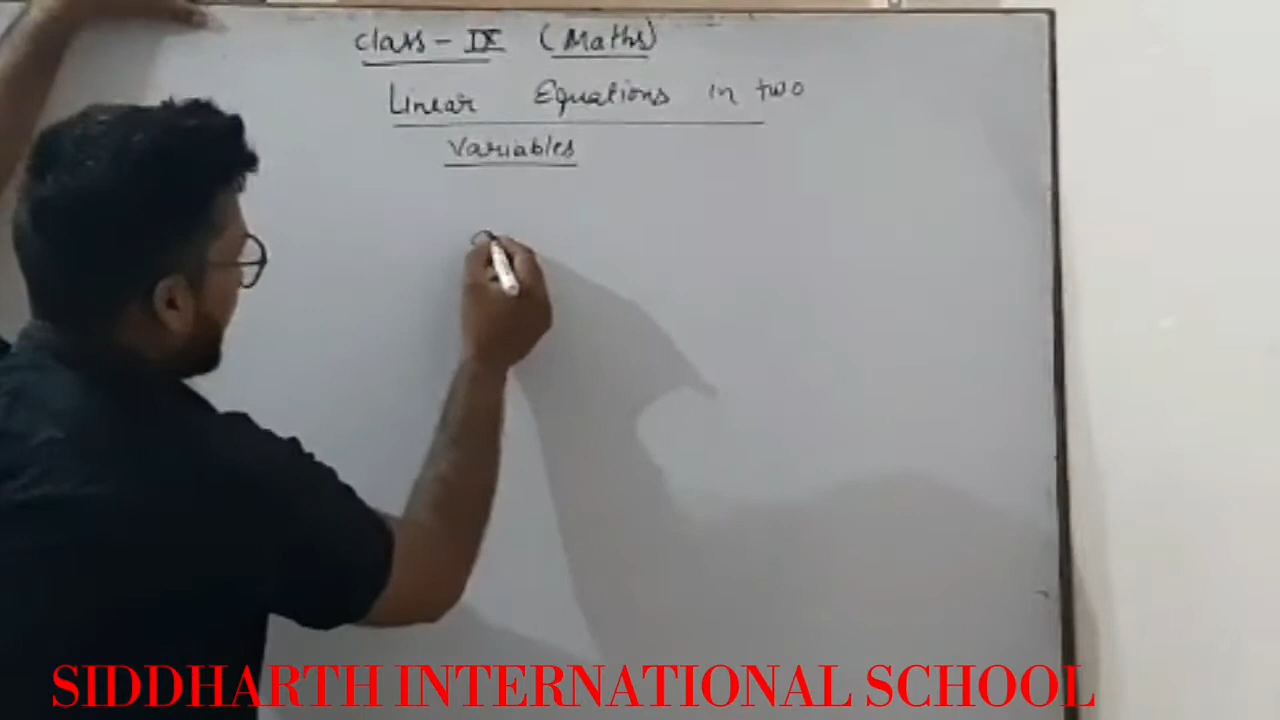 Class - IX (Maths)
Linear Equations in two
Variables
SIDDHARTH INTERNATIONAL SCHOOL